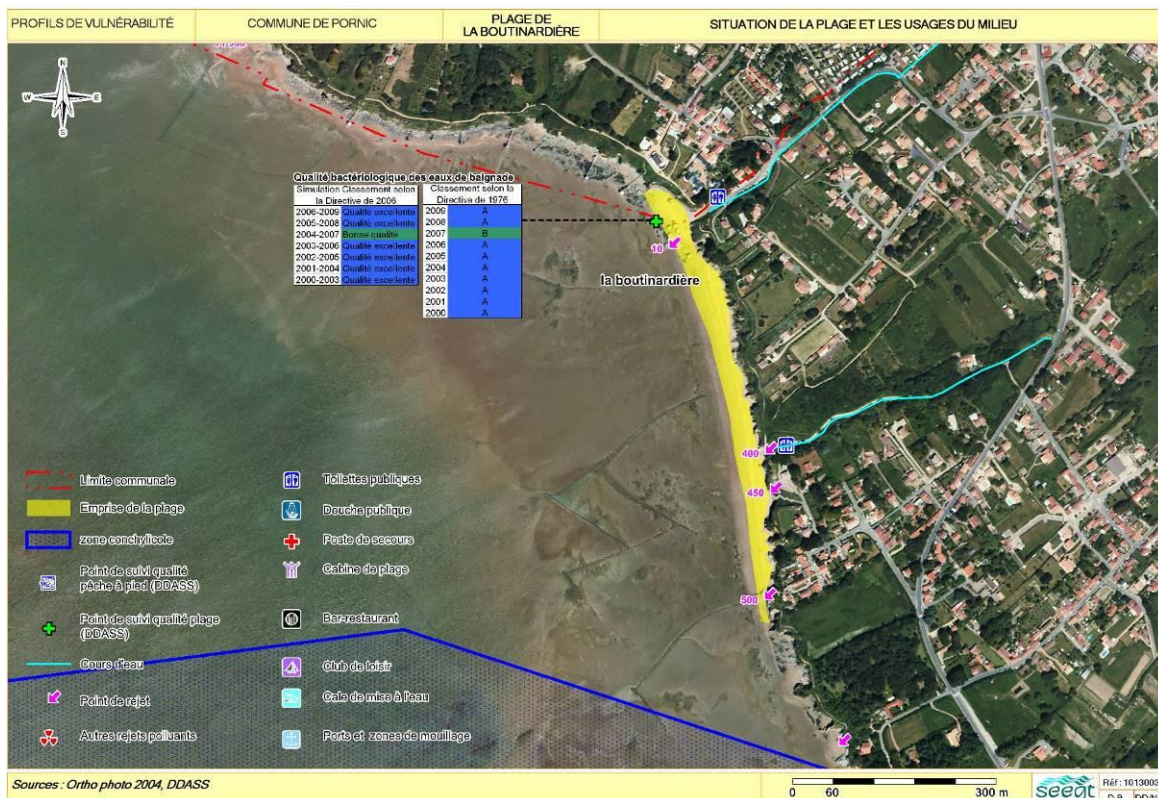 PROFILS DE VULNÉRABILITÉ
COMMUNE DE PORNIC
PLAGE DE
LA BOUTINARDIÈRE
SITUATION DE LA PLAGE ET LES USAGES DU MILIEU
N
W E
S
Qualité bactériologique des eaux de baignade
Simulation Classement selon
la Directive de 2006
2006-2009 Qualité excellente
2005-2008 Qualité excellente
2004-2007 Bonne qualité
2003-2006 Qualité excellente
2002-2005 Qualité excellente
2001-2004 Qualité excellente
2000-2003 Qualité excellente
Classement selon la
Directive de 1976
2009 A
2008 A
2007 B
2006 A
2005 A
2004 A
2003 A
2002 A
2001 A
2000 A
10
la boutinardière
400
450
500
Limite communale
Emprise de la plage
zone conchylicole
Point de suivi qualité
pêche à pied (DDASS)
Point de suivi qualité plage
(DDASS)
Cours d'eau
Point de rejet
Autres rejets polluants
Toilettes publiques
Douche publique
Poste de secours
Cabine de plage
Bar-restaurant
Club de loisir
Cale de mise à l'eau
Ports et zones de mouillage
Sources : Ortho photo 2004, DDASS
0 60 300 m
seeat
Réf : 1013003